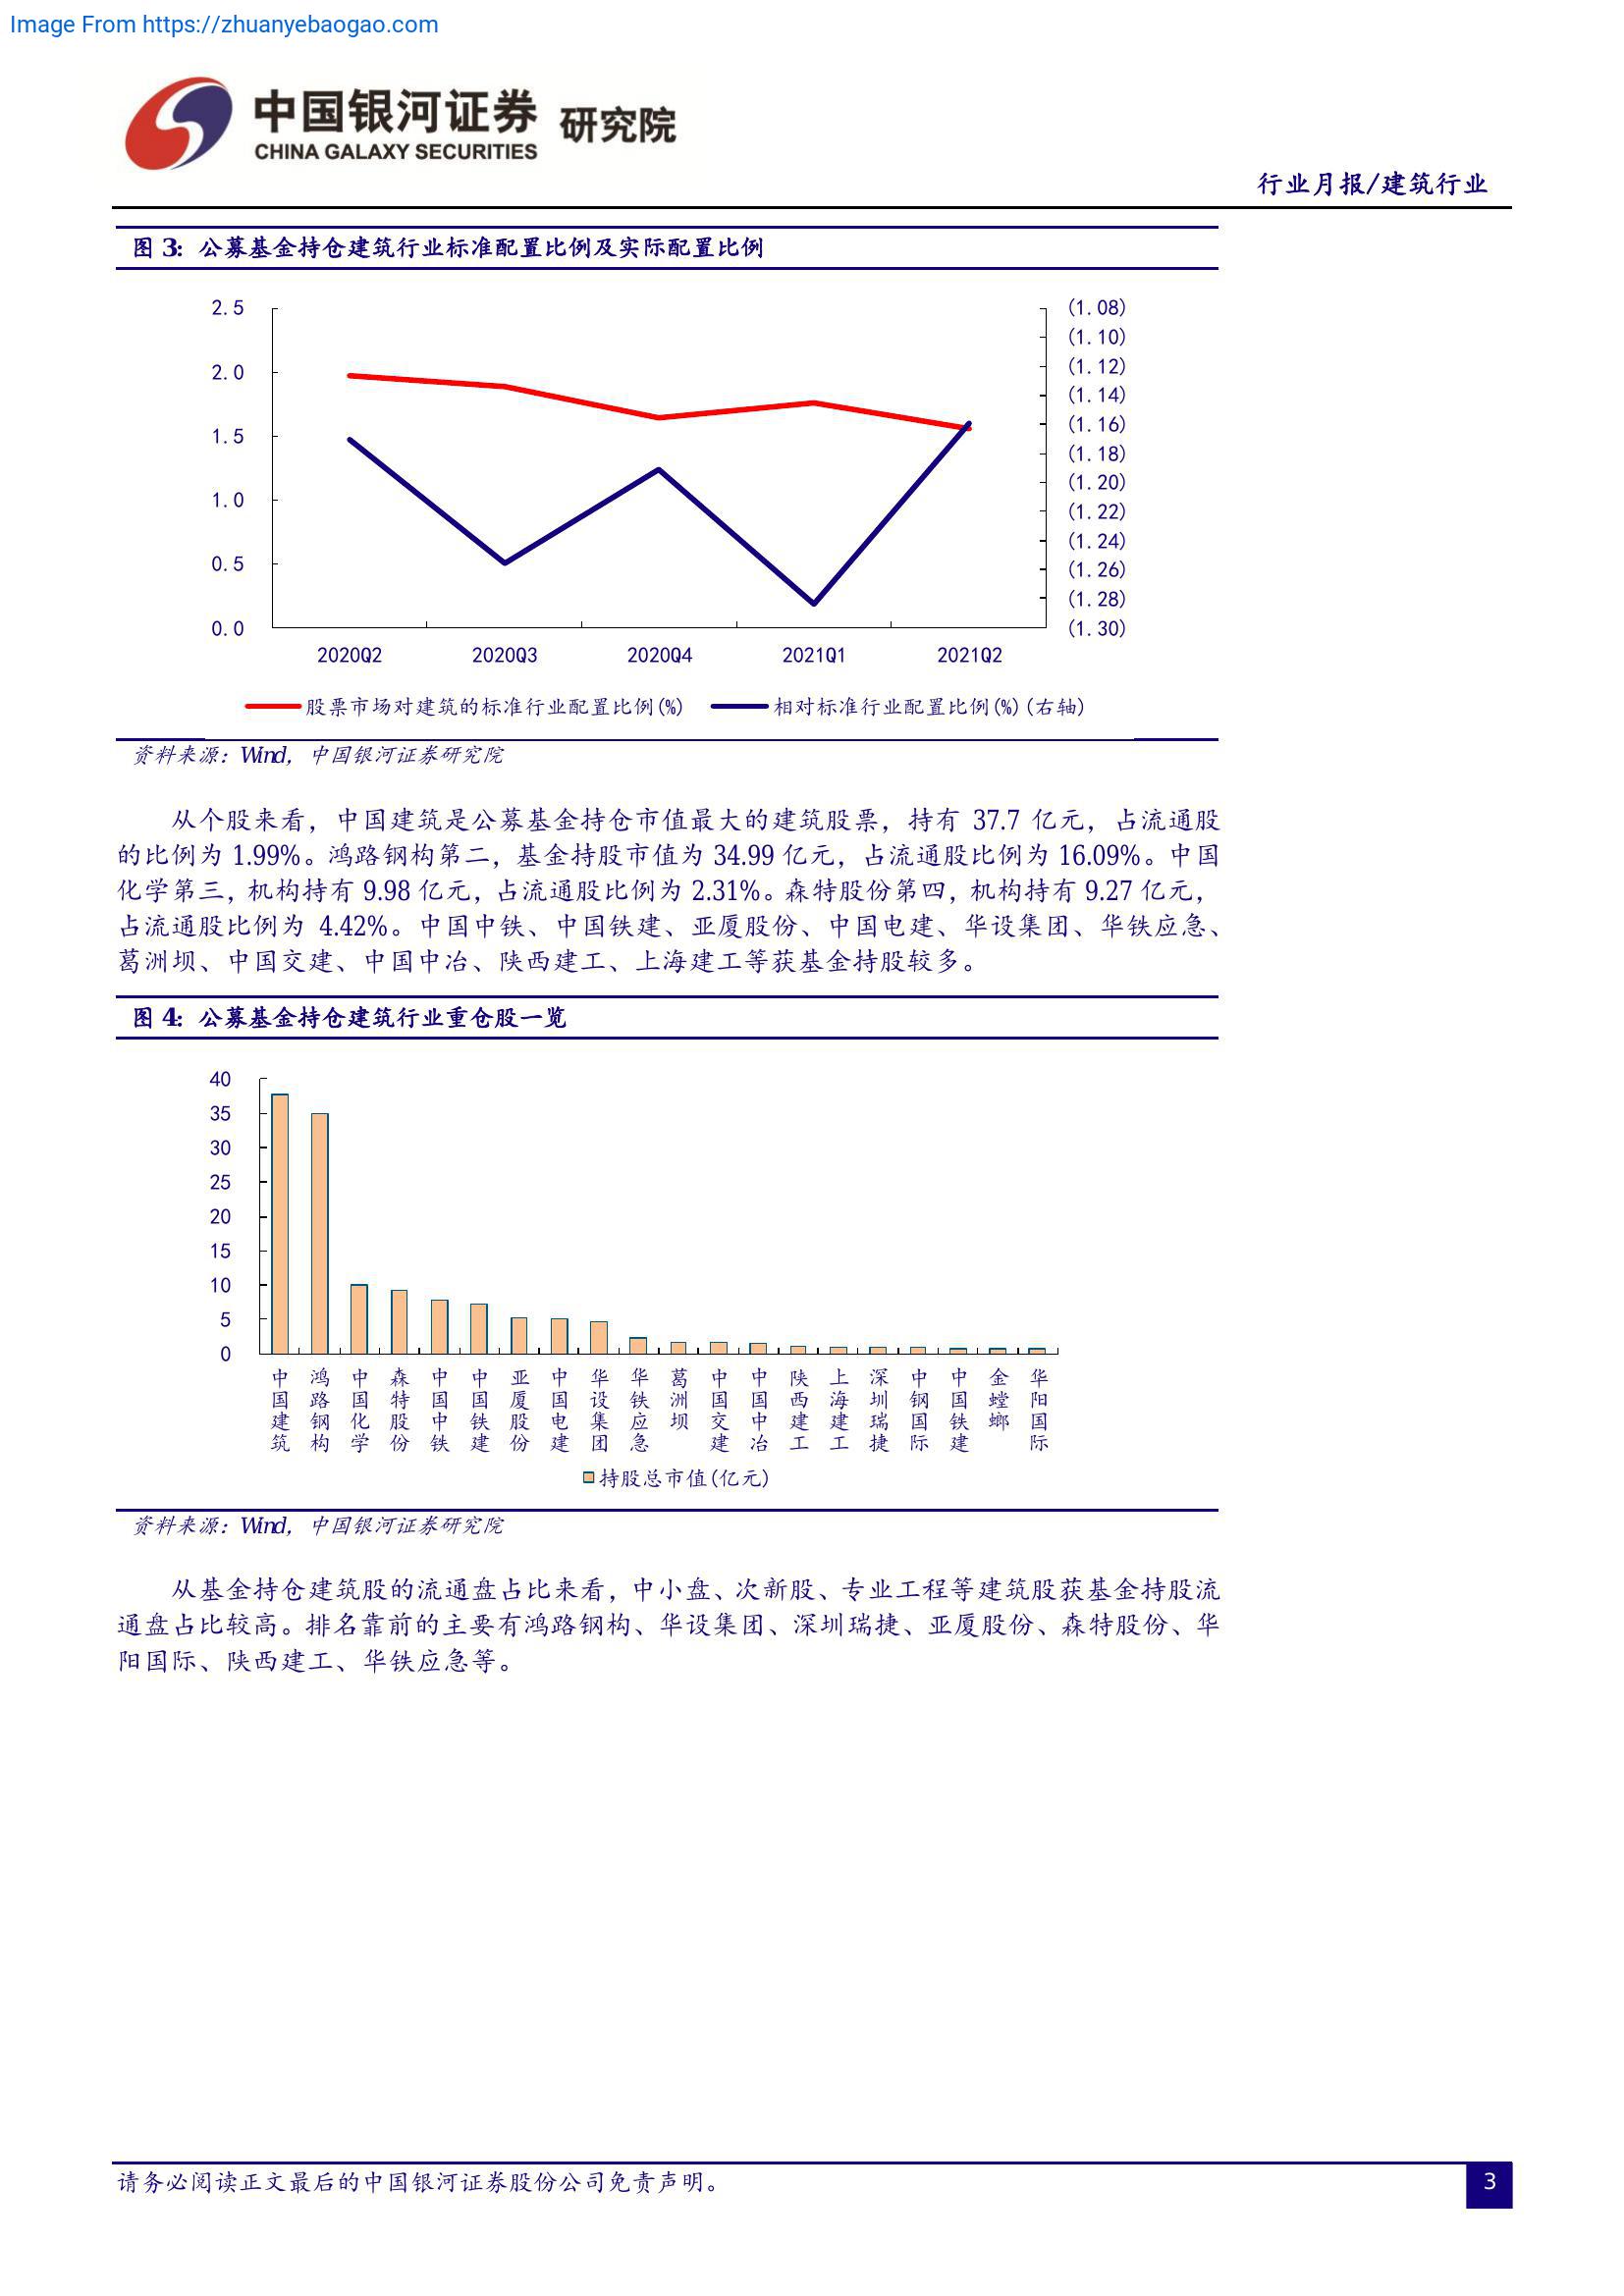 Image From https://zhuanyebaogao.com
中国银河证券 研究院
CHINA GALAXY SECURITIES
行业月报/建筑行业
图 3: 公募基金持仓建筑行业标准配置比例及实际配置比例
2.5
2.0
1.5
1.0
0.5
0.0
(1.08)
(1.10)
(1.12)
(1.14)
(1.16)
(1.18)
(1.20)
(1.22)
(1.24)
(1.26)
(1.28)
(1.30)
2020Q2 2020Q3 2020Q4 2021Q1 2021Q2
股票市场对建筑的标准行业配置比例(%) 相对标准行业配置比例(%)(右轴)
资料来源: Wind, 中国银河证券研究院
从个股来看，中国建筑是公募基金持仓市值最大的建筑股票，持有 37.7 亿元，占流通股
的比例为 1.99%。鸿路钢构第二，基金持股市值为 34.99 亿元，占流通股比例为 16.09%。中国
化学第三，机构持有 9.98 亿元，占流通股比例为 2.31%。森特股份第四，机构持有 9.27 亿元，
占流通股比例为 4.42%。中国中铁、中国铁建、亚厦股份、中国电建、华设集团、华铁应急、
葛洲坝、中国交建、中国中冶、陕西建工、上海建工等获基金持股较多。
图 4: 公募基金持仓建筑行业重仓股一览
40
35
30
25
20
15
10
5
0
中国建筑 鸿路钢构 中国化学 森特股份 中国中铁 中国铁建 亚厦股份 中国电建 华设集团 华铁应急 葛洲坝 中国交建 中国中冶 陕西建工 上海建工 深圳瑞捷 中钢国际 中国铁建 金螳螂 华阳国际
持股总市值(亿元)
资料来源: Wind, 中国银河证券研究院
从基金持仓建筑股的流通盘占比来看，中小盘、次新股、专业工程等建筑股获基金持股流
通盘占比较高。排名靠前的主要有鸿路钢构、华设集团、深圳瑞捷、亚厦股份、森特股份、华
阳国际、陕西建工、华铁应急等。
请务必阅读正文最后的中国银河证券股份公司免责声明。
3